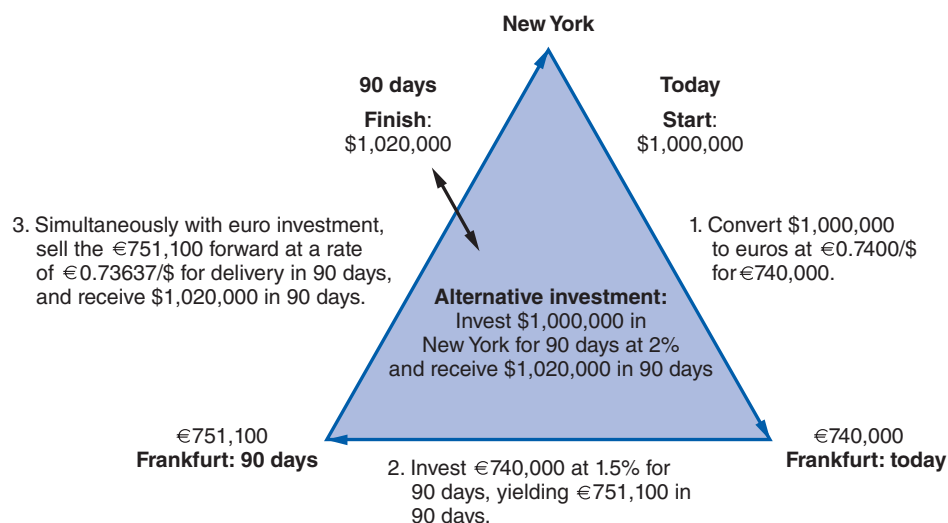 New York
90 days
Finish:
$1,020,000
Today
Start:
$1,000,000
3. Simultaneously with euro investment,
sell the €751,100 forward at a rate
of €0.73637/$ for delivery in 90 days,
and receive $1,020,000 in 90 days.
1. Convert $1,000,000
to euros at €0.7400/$
for €740,000.
Alternative investment:
Invest $1,000,000 in
New York for 90 days at 2%
and receive $1,020,000 in 90 days
€751,100
Frankfurt: 90 days
€740,000
Frankfurt: today
2. Invest €740,000 at 1.5% for
90 days, yielding €751,100 in
90 days.